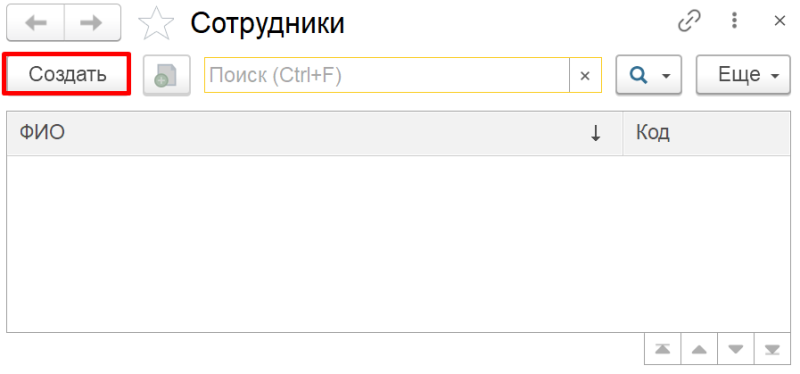 Сотрудники
Создать Поиск (Ctrl+F) Еще
ФИО Код